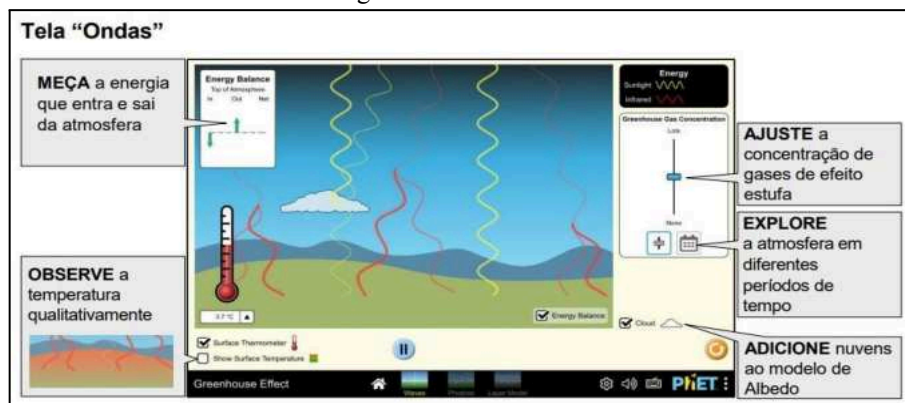 Tela “Ondas”
MEÇA a energia
que entra e sai
da atmosfera
OBSERVE a
temperatura
qualitativamente
Energy Balance
Top of Atmosphere
In Out Net
3.7 °C
Energy Balance
Surface Thermometer
Show Surface Temperature
Greenhouse Effect
Waves Photons Layer Model
PhET
Energy
Sunlight
Infrared
Greenhouse Gas Concentration
Lots
None
Cloud
AJUSTE a
concentração de
gases de efeito
estufa
EXPLORE
a atmosfera em
diferentes
períodos de
tempo
ADICIONE nuvens
ao modelo de
Albedo